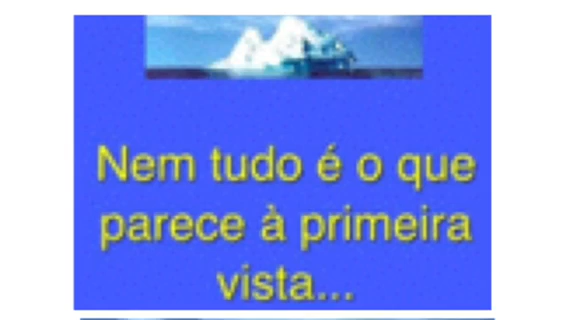 Nem tudo é o que
parece à primeira
vista...